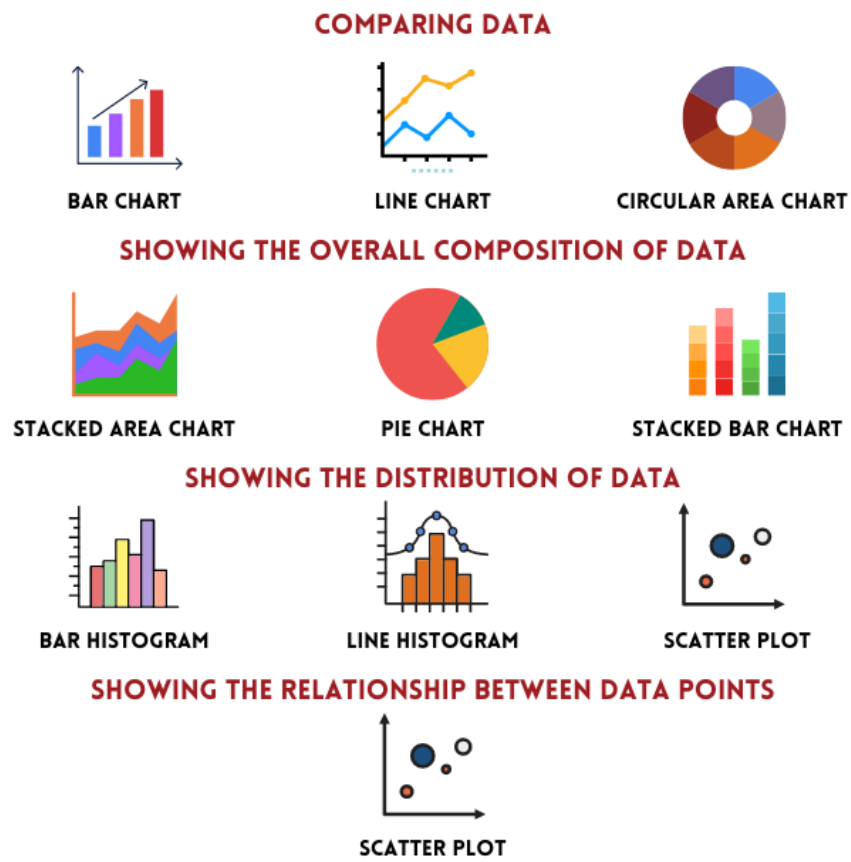 COMPARING DATA
BAR CHART
LINE CHART
CIRCULAR AREA CHART
SHOWING THE OVERALL COMPOSITION OF DATA
STACKED AREA CHART
PIE CHART
STACKED BAR CHART
SHOWING THE DISTRIBUTION OF DATA
BAR HISTOGRAM
LINE HISTOGRAM
SCATTER PLOT
SHOWING THE RELATIONSHIP BETWEEN DATA POINTS
SCATTER PLOT